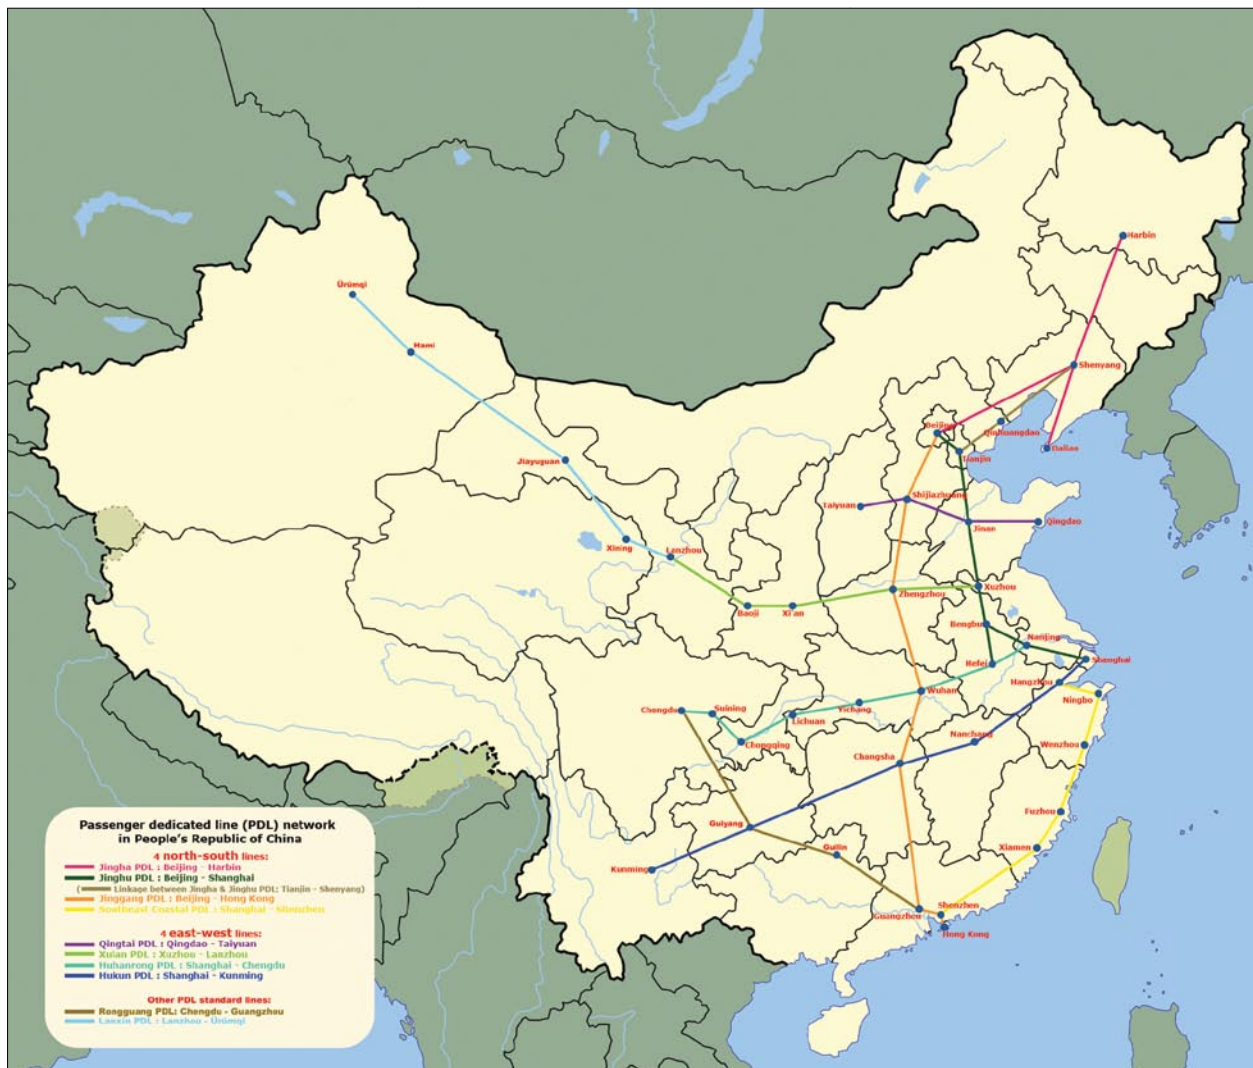 Harbin
Ürümqi
Hami
Shenyang
Beijing
Qinhuangdao
Dalian
Tianjin
Jiayuguan
Shijiazhuang
Taiyuan
Jinan
Qingdao
Xining
Lanzhou
Xuzhou
Zhengzhou
Baoji
Xi'an
Bengbu
Nanjing
Hefei
Shanghai
Hangzhou
Ningbo
Wuhan
Yichang
Lichuan
Chengdu
Suining
Chongqing
Nanchang
Wenzhou
Changsha
Fuzhou
Guiyang
Guilin
Xiamen
Kunming
Guangzhou
Shenzhen
Hong Kong
Passenger dedicated line (PDL) network
in People's Republic of China
4 north-south lines:
Jingha PDL : Beijing - Harbin
Jinghu PDL : Beijing - Shanghai
( Linkage between Jingha & Jinghu PDL: Tianjin - Shenyang)
Jinggang PDL : Beijing - Hong Kong
Southeast Coastal PDL : Shanghai - Shenzhen
4 east-west lines:
Qingtai PDL : Qingdao - Taiyuan
Xulan PDL : Xuzhou - Lanzhou
Huhanrong PDL : Shanghai - Chengdu
Hukun PDL : Shanghai - Kunming
Other PDL standard lines:
Rongguang PDL: Chengdu - Guangzhou
Lanxin PDL : Lanzhou - Ürümqi